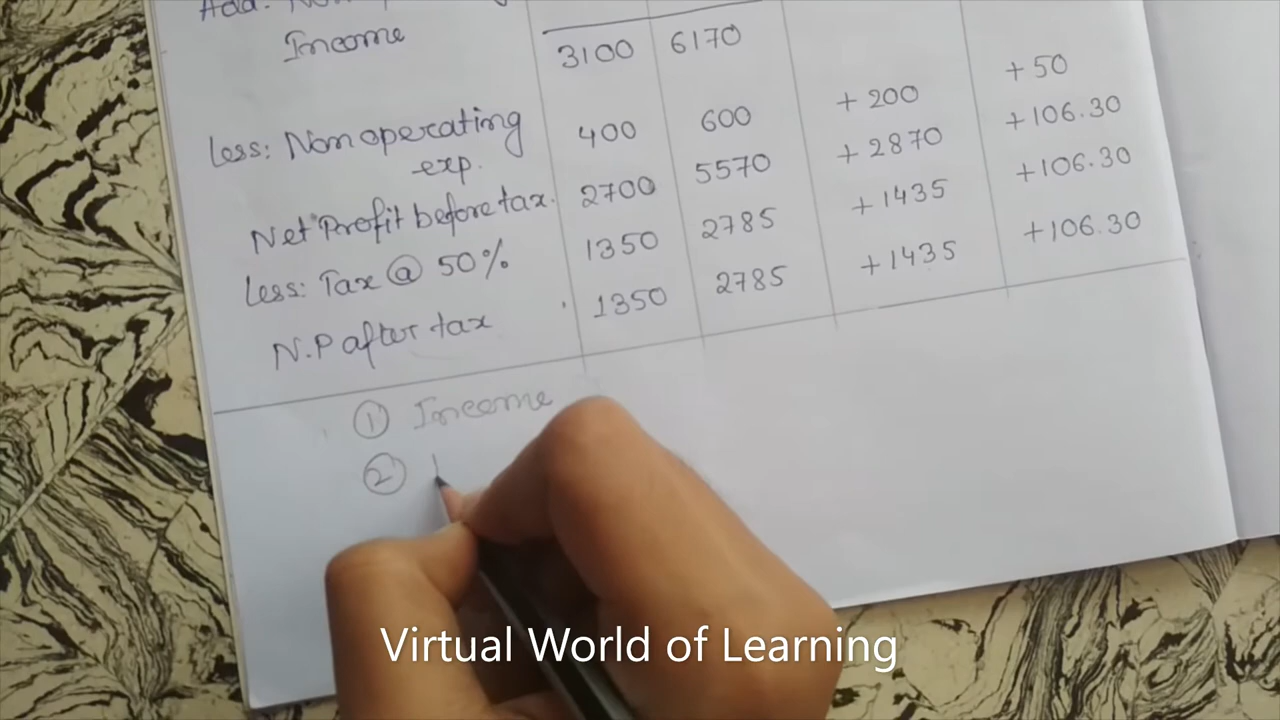 Add:
Income 3100 6170
Less: Non operating exp. 400 600 +200 +50
Net Profit before tax. 2700 5570 +2870 +106.30
Less: Tax @ 50% 1350 2785 +1435 +106.30
N.P after tax 1350 2785 +1435 +106.30
① Income
②
Virtual World of Learning